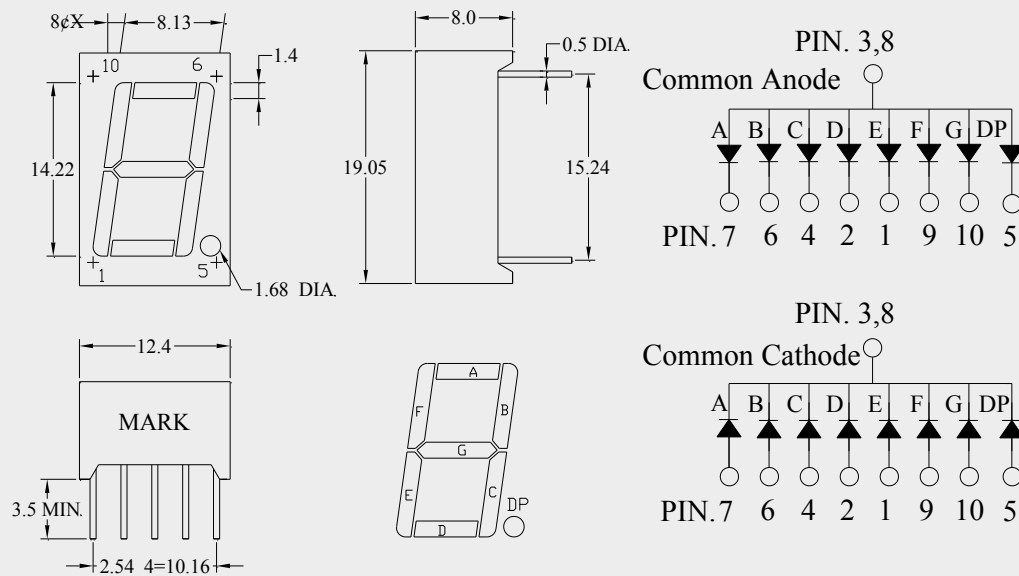 8¢X 8.13
10 6
1.4
14.22
1 5
1.68 DIA.
8.0
0.5 DIA.
19.05
15.24
PIN. 3,8
Common Anode
A B C D E F G DP
PIN. 7 6 4 2 1 9 10 5
12.4
MARK
3.5 MIN.
2.54 4=10.16
A
F B
G
E C
D DP
PIN. 3,8
Common Cathode
A B C D E F G DP
PIN. 7 6 4 2 1 9 10 5